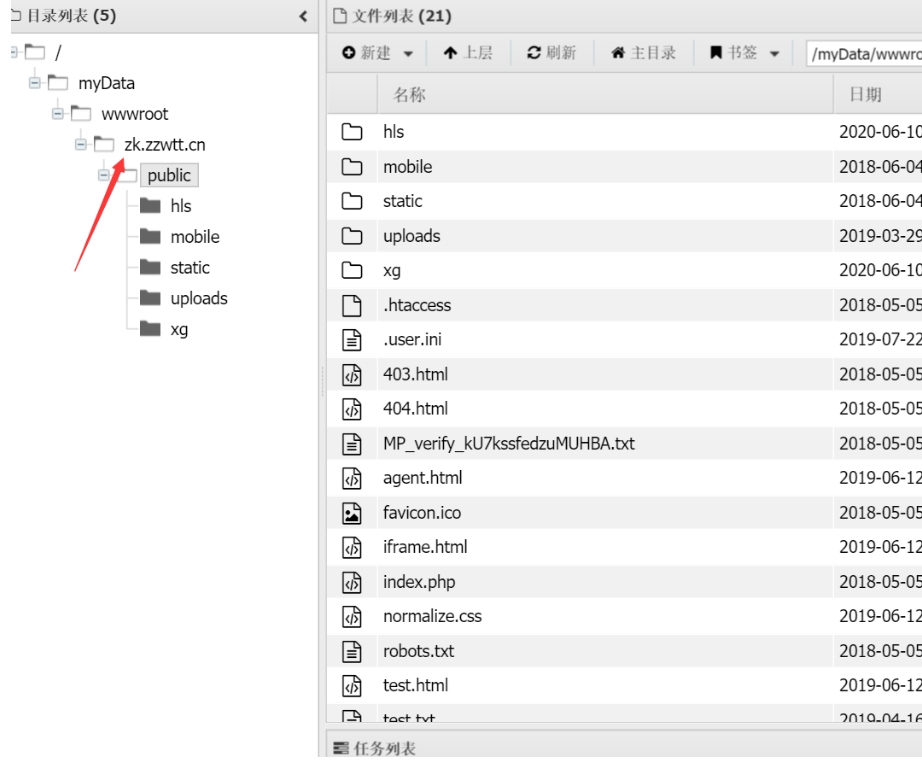 目录列表 (5)
/
myData
wwwroot
zk.zzwtt.cn
public
hls
mobile
static
uploads
xg
文件列表 (21)
新建 上层 刷新 主目录 书签 /myData/wwwro
名称 日期
hls 2020-06-10
mobile 2018-06-04
static 2018-06-04
uploads 2019-03-29
xg 2020-06-10
.htaccess 2018-05-05
.user.ini 2019-07-22
403.html 2018-05-05
404.html 2018-05-05
MP_verify_kU7kssfedzuMUHBA.txt 2018-05-05
agent.html 2019-06-12
favicon.ico 2018-05-05
iframe.html 2019-06-12
index.php 2018-05-05
normalize.css 2019-06-12
robots.txt 2018-05-05
test.html 2019-06-12
test.txt 2019-04-16
任务列表